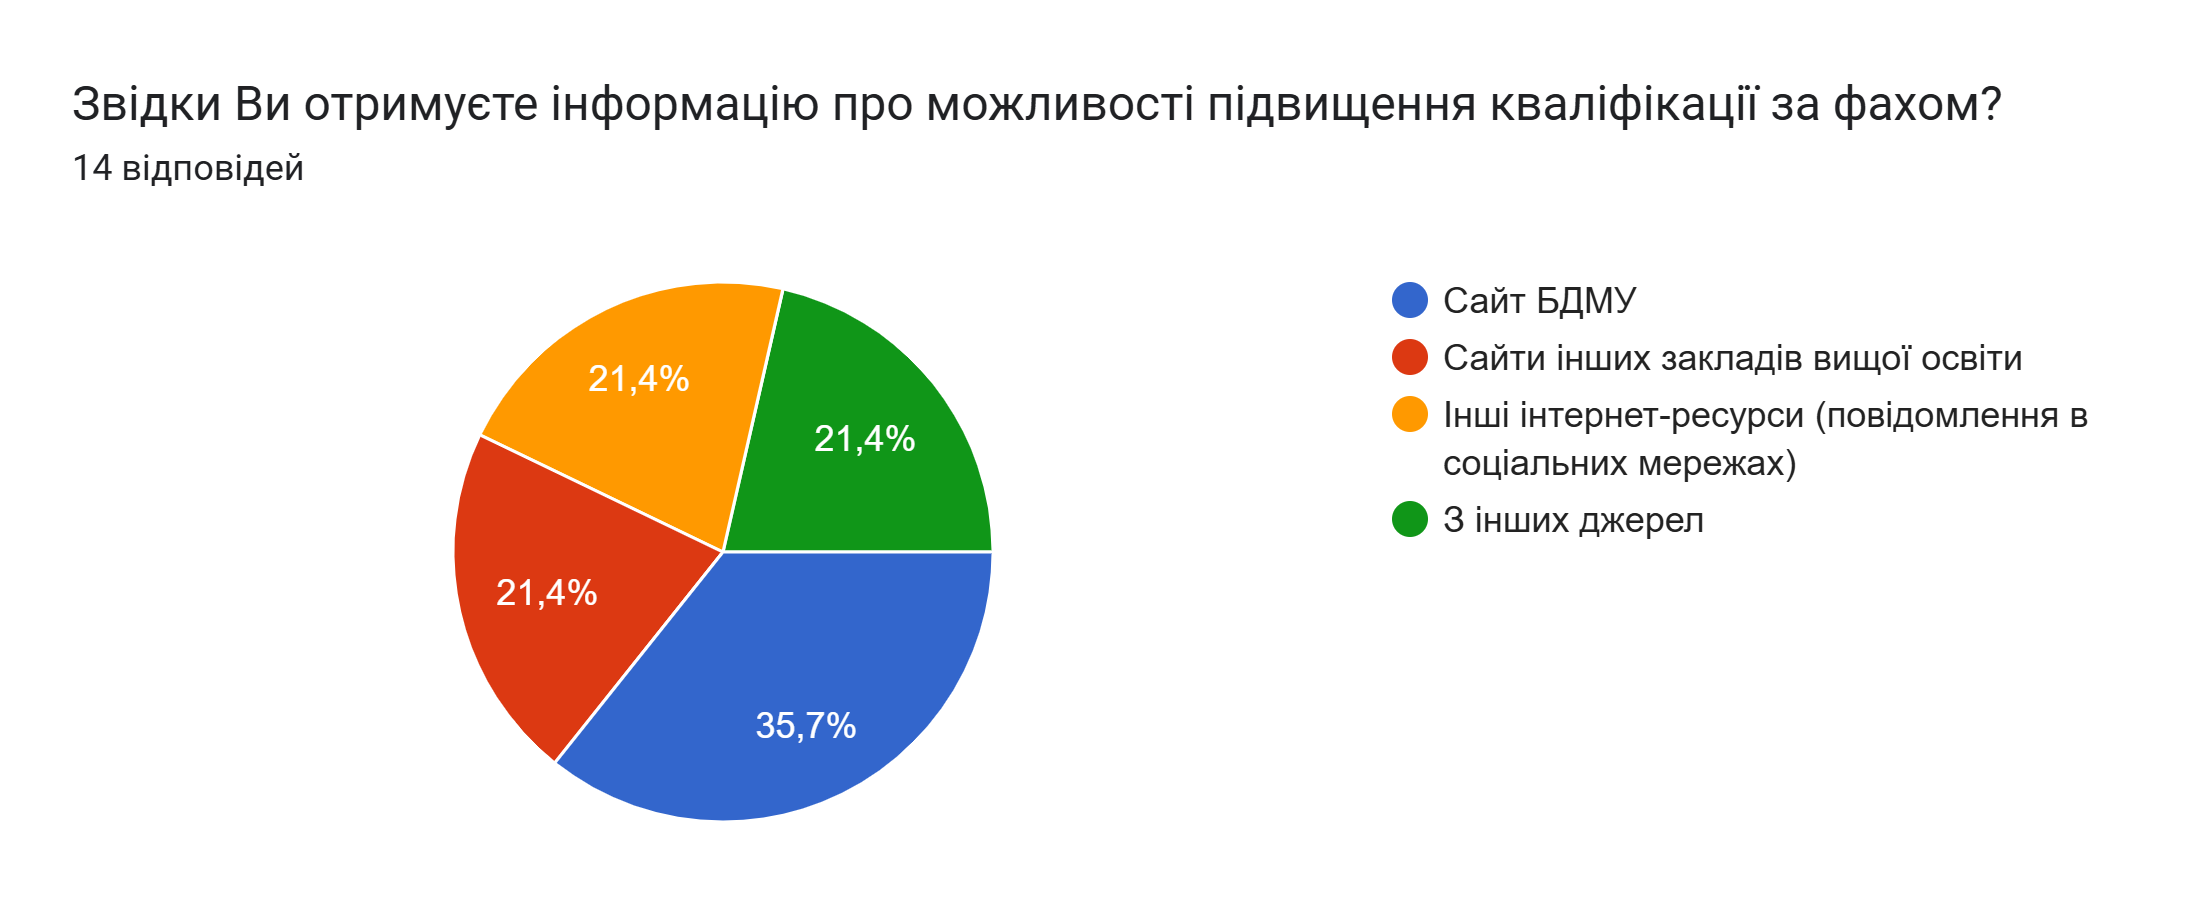 Звідки Ви отримуєте інформацію про можливості підвищення кваліфікації за фахом?
14 відповідей
21,4%
21,4%
21,4%
35,7%
Сайт БДМУ
Сайти інших закладів вищої освіти
Інші інтернет-ресурси (повідомлення в
соціальних мережах)
З інших джерел